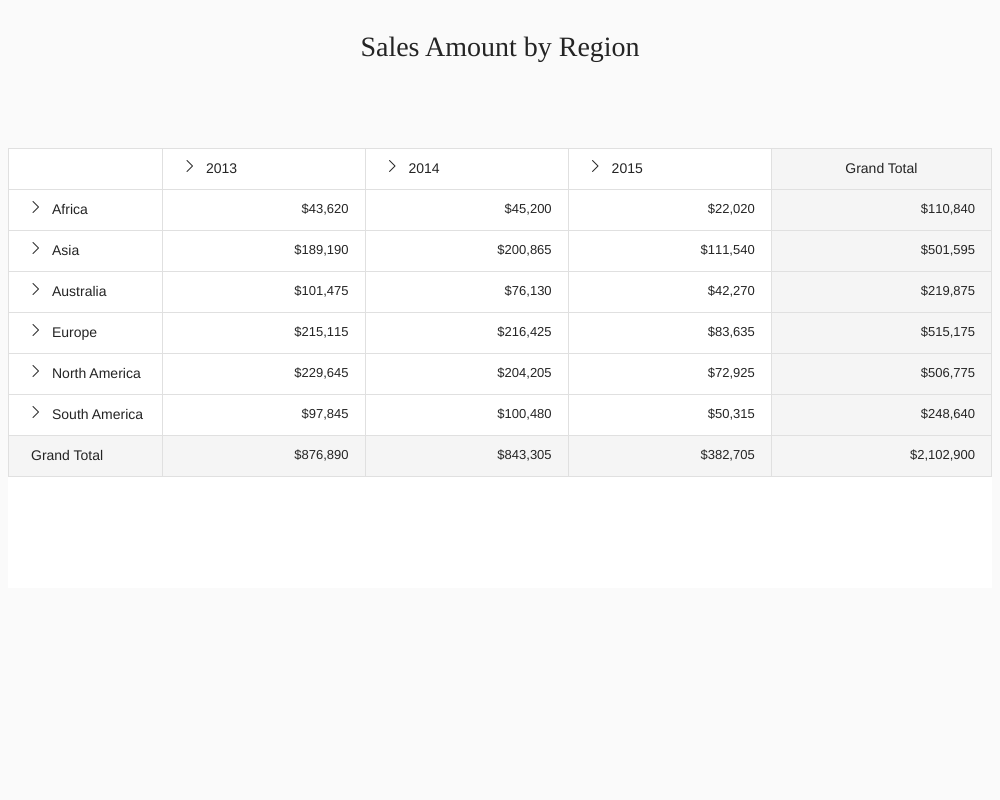 Sales Amount by Region
2013 2014 2015 Grand Total
Africa $43,620 $45,200 $22,020 $110,840
Asia $189,190 $200,865 $111,540 $501,595
Australia $101,475 $76,130 $42,270 $219,875
Europe $215,115 $216,425 $83,635 $515,175
North America $229,645 $204,205 $72,925 $506,775
South America $97,845 $100,480 $50,315 $248,640
Grand Total $876,890 $843,305 $382,705 $2,102,900